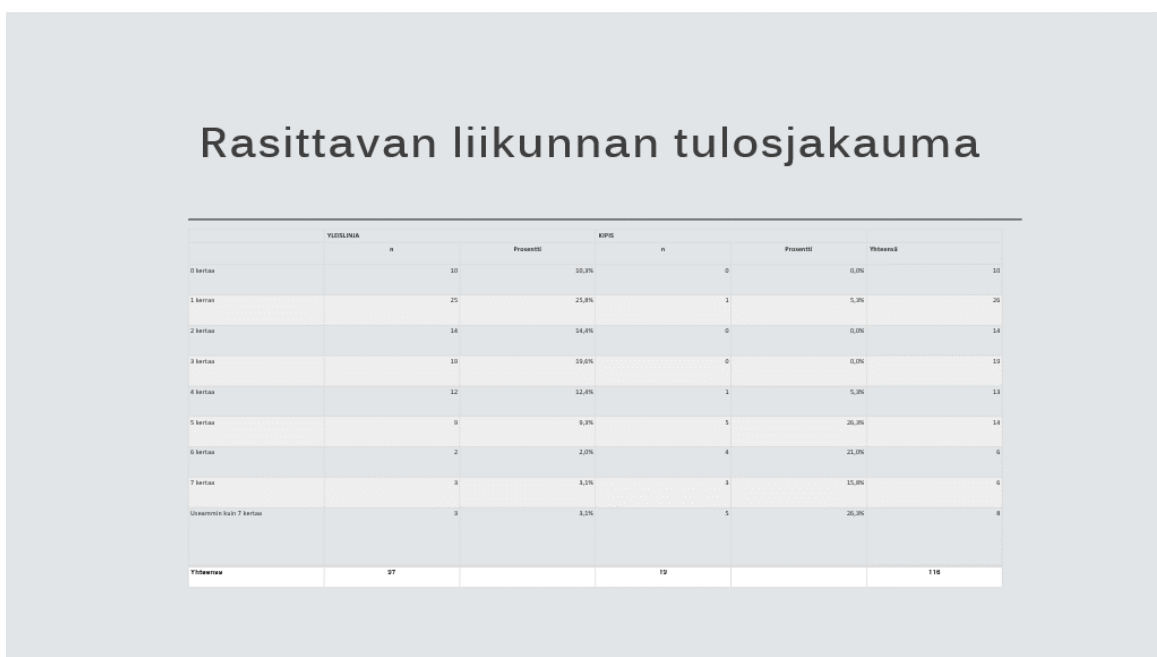 Rasittavan liikunnan tulosjakauma
YLEISLINJA KIPIS
n Prosentti n Prosentti Yhteensä
0 kertaa 10 10,3% 0 0,0% 10
1 kerran 25 25,8% 1 5,3% 26
2 kertaa 14 14,4% 0 0,0% 14
3 kertaa 19 19,6% 0 0,0% 19
4 kertaa 12 12,4% 1 5,3% 13
5 kertaa 9 9,3% 5 26,3% 14
6 kertaa 2 2,0% 4 21,0% 6
7 kertaa 3 3,1% 3 15,8% 6
Useammin kuin 7 kertaa 3 3,1% 5 26,3% 8
Yhteensä 97 19 116